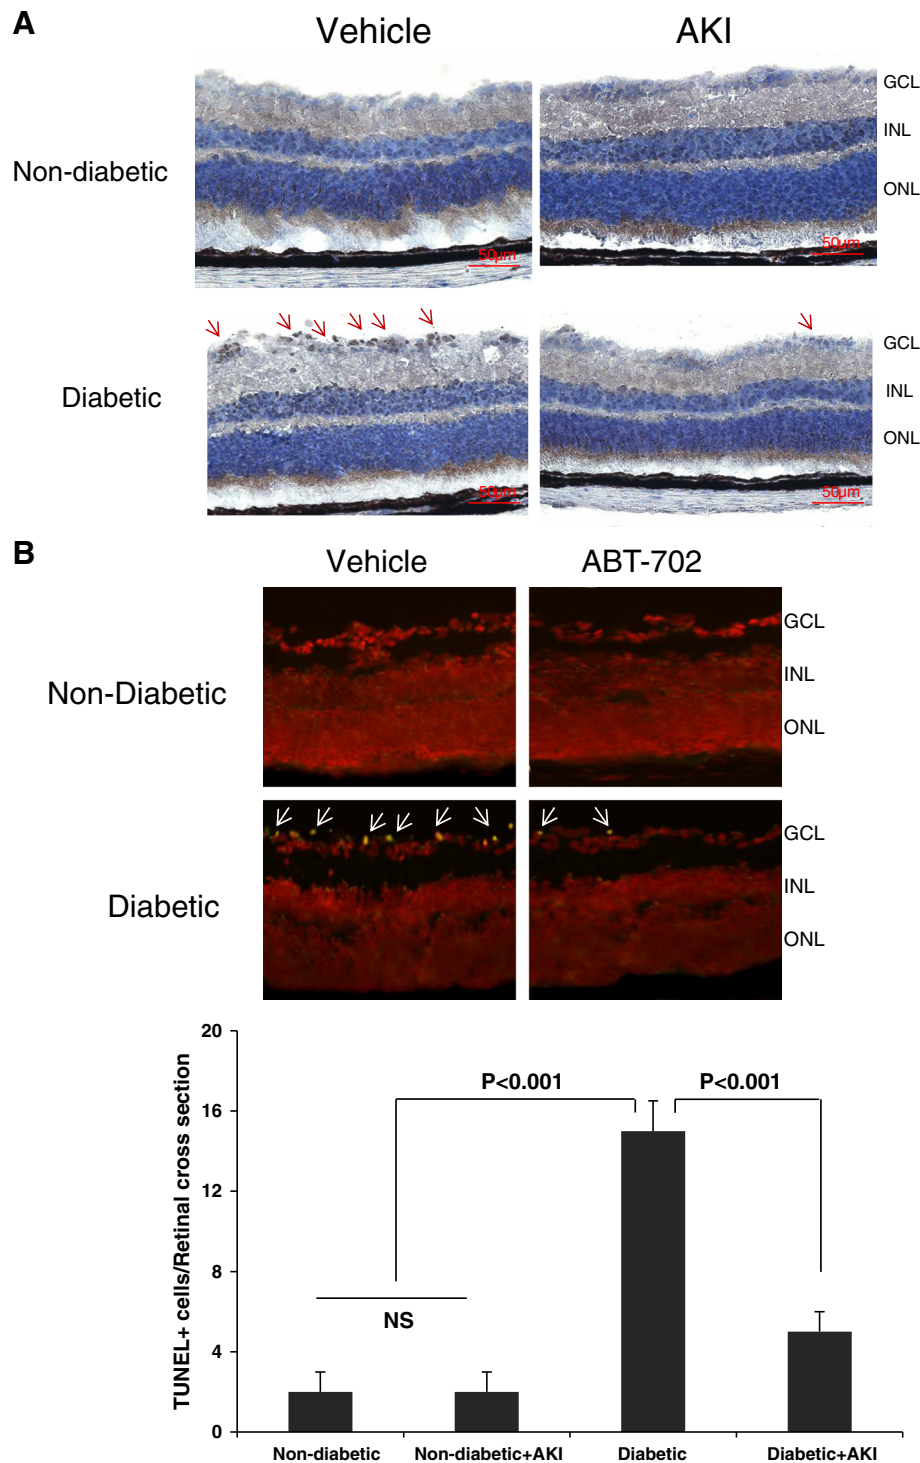 A
Vehicle AKI
Non-diabetic
GCL
INL
ONL
50µm 50µm
Diabetic
GCL
INL
ONL
50µm 50µm
B
Vehicle ABT-702
Non-Diabetic
GCL
INL
ONL
Diabetic
GCL
INL
ONL
TUNEL+ cells/Retinal cross section
20
16
12
8
4
0
P<0.001 P<0.001
NS
Non-diabetic Non-diabetic+AKI Diabetic Diabetic+AKI